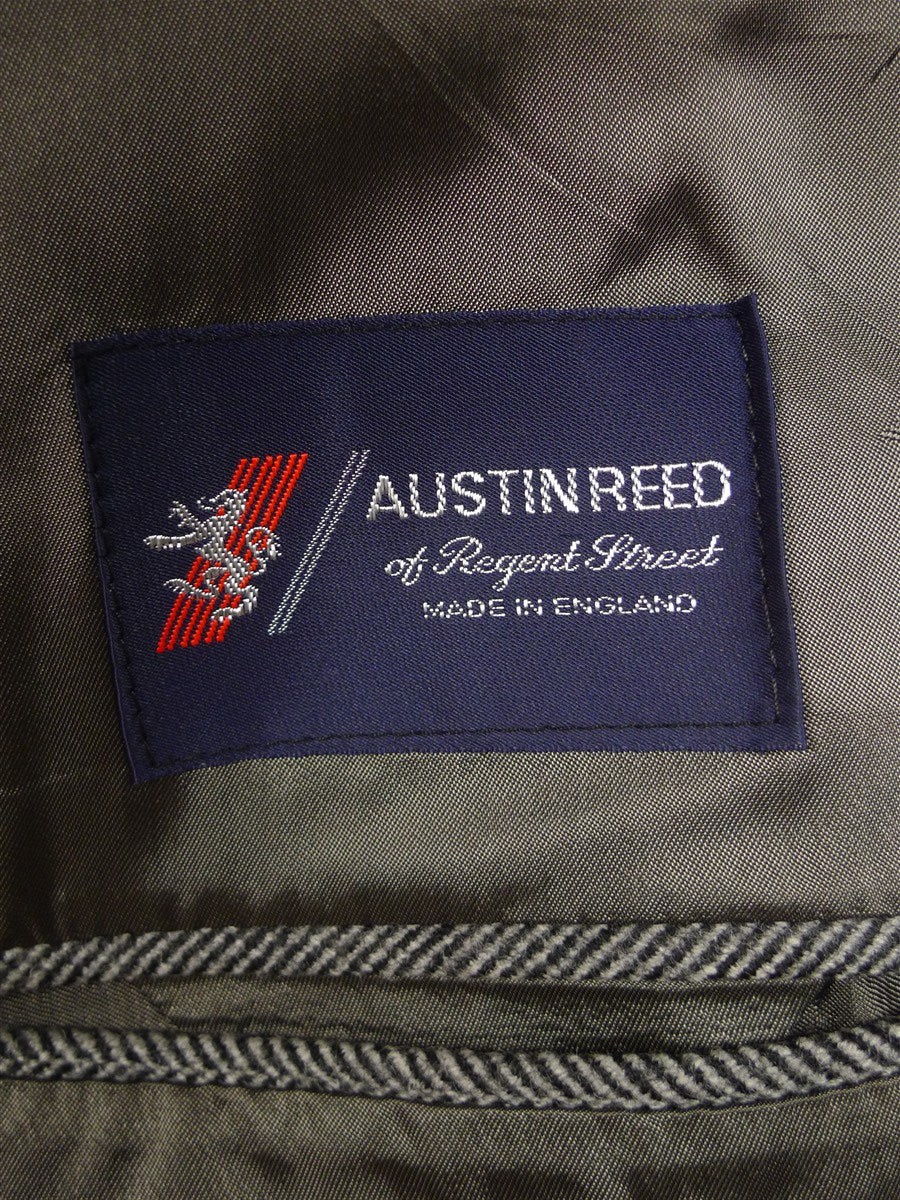 AUSTIN REED
of Regent Street
MADE IN ENGLAND